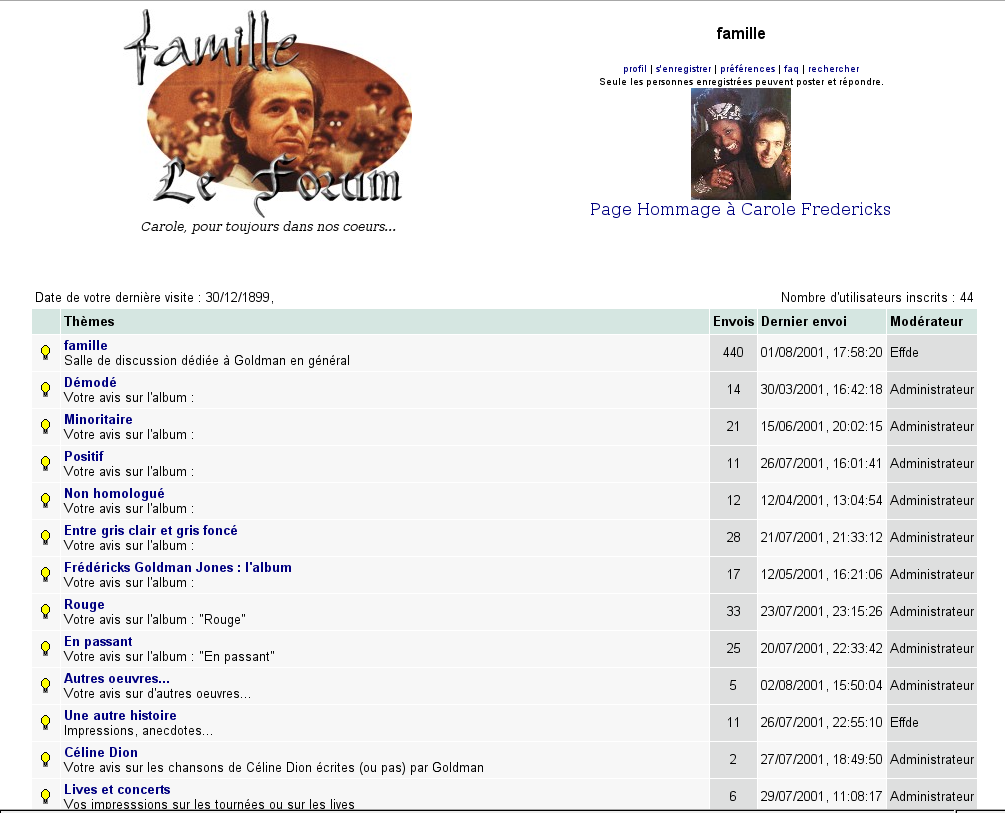 famille
Le Forum
Carole, pour toujours dans nos coeurs...
famille
profil | s'enregistrer | préférences | faq | rechercher
Seule les personnes enregistrées peuvent poster et répondre.
Page Hommage à Carole Fredericks
Date de votre dernière visite : 30/12/1899, Nombre d'utilisateurs inscrits : 44
Thèmes Envois Dernier envoi Modérateur
famille
Salle de discussion dédiée à Goldman en général
440 01/08/2001, 17:58:20 Effde
Démodé
Votre avis sur l'album :
14 30/03/2001, 16:42:18 Administrateur
Minoritaire
Votre avis sur l'album :
21 15/06/2001, 20:02:15 Administrateur
Positif
Votre avis sur l'album :
11 26/07/2001, 16:01:41 Administrateur
Non homologué
Votre avis sur l'album :
12 12/04/2001, 13:04:54 Administrateur
Entre gris clair et gris foncé
Votre avis sur l'album :
28 21/07/2001, 21:33:12 Administrateur
Frédéricks Goldman Jones : l'album
Votre avis sur l'album :
17 12/05/2001, 16:21:06 Administrateur
Rouge
Votre avis sur l'album : "Rouge"
33 23/07/2001, 23:15:26 Administrateur
En passant
Votre avis sur l'album : "En passant"
25 20/07/2001, 22:33:42 Administrateur
Autres oeuvres...
Votre avis sur d'autres oeuvres...
5 02/08/2001, 15:50:04 Administrateur
Une autre histoire
Impressions, anecdotes...
11 26/07/2001, 22:55:10 Effde
Céline Dion
Votre avis sur les chansons de Céline Dion écrites (ou pas) par Goldman
2 27/07/2001, 18:49:50 Administrateur
Lives et concerts
Vos impresssions sur les tournées ou sur les lives
6 29/07/2001, 11:08:17 Administrateur